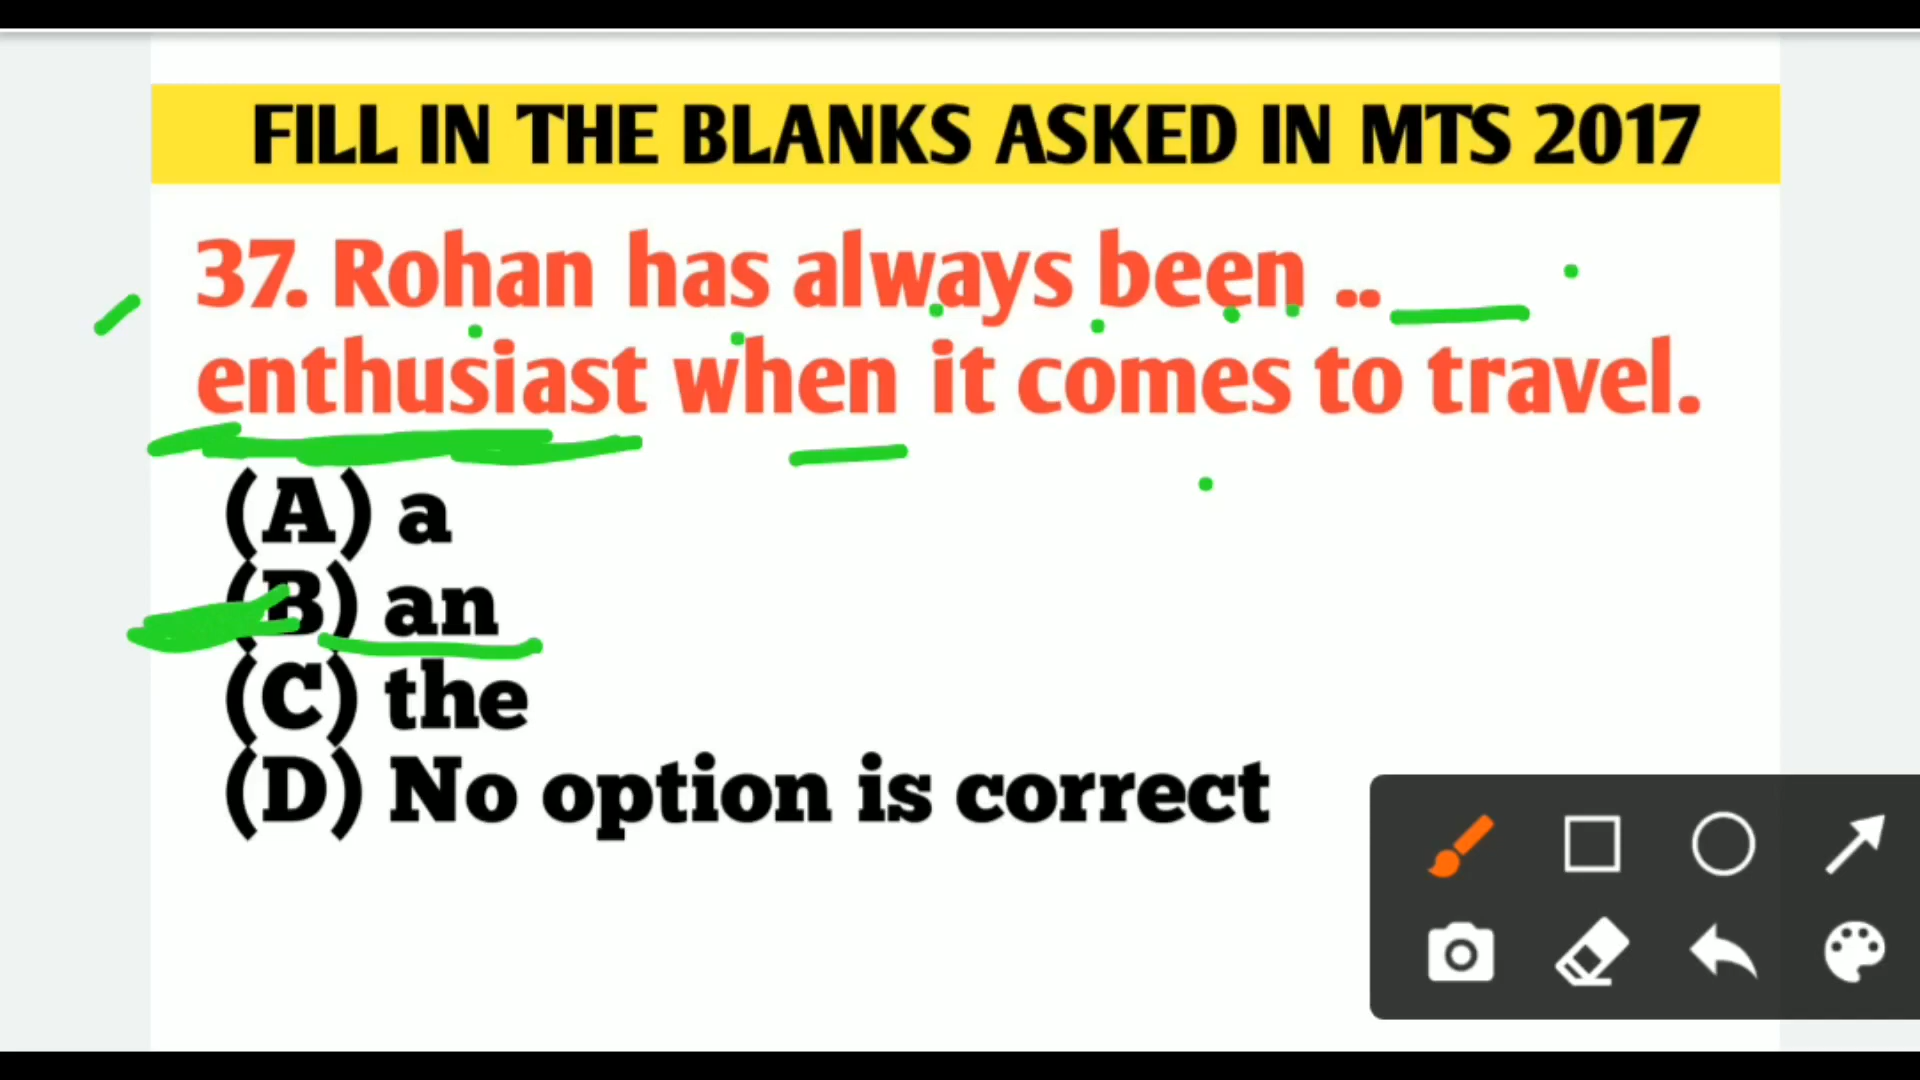 FILL IN THE BLANKS ASKED IN MTS 2017
37. Rohan has always been ..
enthusiast when it comes to travel.
(A) a
(B) an
(C) the
(D) No option is correct